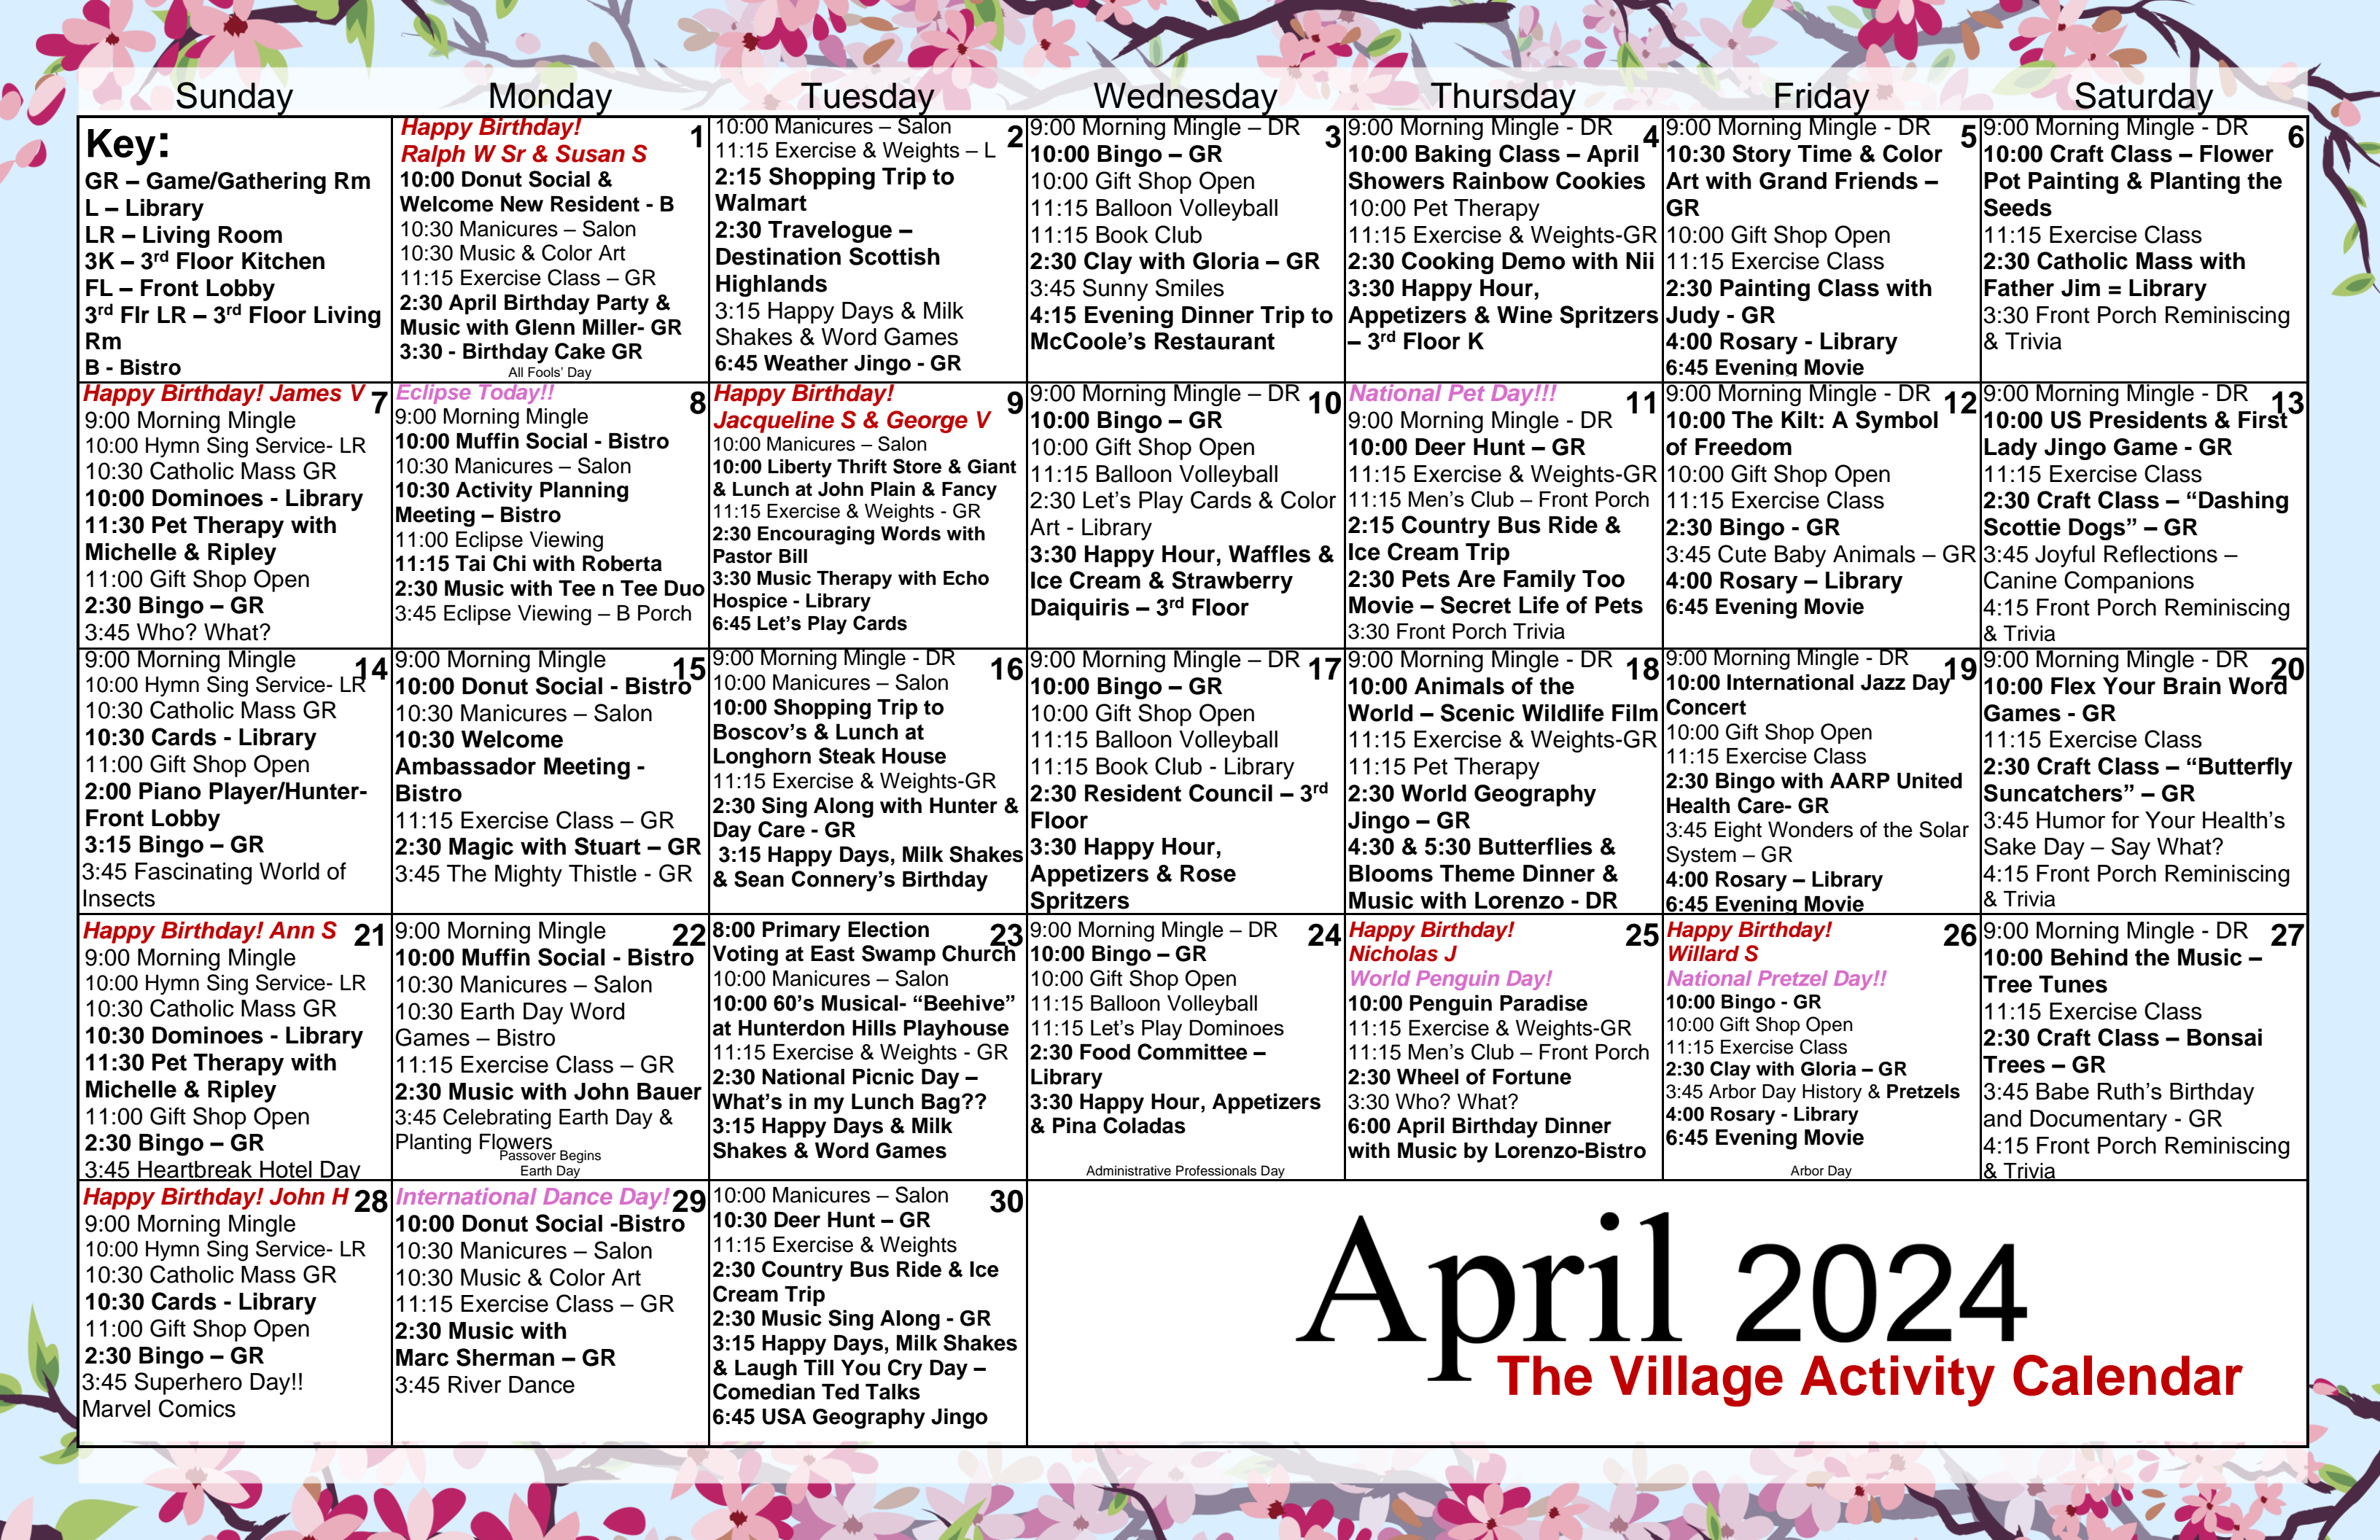 Sunday Monday Tuesday Wednesday Thursday Friday Saturday
Key:
GR – Game/Gathering Rm
L – Library
LR – Living Room
3K – 3rd Floor Kitchen
FL – Front Lobby
3rd Flr LR – 3rd Floor Living
Rm
B - Bistro
1
Happy Birthday!
Ralph W Sr & Susan S
10:00 Donut Social &
Welcome New Resident - B
10:30 Manicures – Salon
10:30 Music & Color Art
11:15 Exercise Class – GR
2:30 April Birthday Party &
Music with Glenn Miller- GR
3:30 - Birthday Cake GR
All Fools' Day
2
10:00 Manicures – Salon
11:15 Exercise & Weights – L
2:15 Shopping Trip to
Walmart
2:30 Travelogue –
Destination Scottish
Highlands
3:15 Happy Days & Milk
Shakes & Word Games
6:45 Weather Jingo - GR
3
9:00 Morning Mingle – DR
10:00 Bingo – GR
10:00 Gift Shop Open
11:15 Balloon Volleyball
11:15 Book Club
2:30 Clay with Gloria – GR
3:45 Sunny Smiles
4:15 Evening Dinner Trip to
McCoole's Restaurant
4
9:00 Morning Mingle - DR
10:00 Baking Class – April
Showers Rainbow Cookies
10:00 Pet Therapy
11:15 Exercise & Weights-GR
2:30 Cooking Demo with Nii
3:30 Happy Hour,
Appetizers & Wine Spritzers
– 3rd Floor K
5
9:00 Morning Mingle - DR
10:30 Story Time & Color
Art with Grand Friends –
GR
10:00 Gift Shop Open
11:15 Exercise Class
2:30 Painting Class with
Judy - GR
4:00 Rosary - Library
6:45 Evening Movie
6
9:00 Morning Mingle - DR
10:00 Craft Class – Flower
Pot Painting & Planting the
Seeds
11:15 Exercise Class
2:30 Catholic Mass with
Father Jim = Library
3:30 Front Porch Reminiscing
& Trivia
7
Happy Birthday! James V
9:00 Morning Mingle
10:00 Hymn Sing Service- LR
10:30 Catholic Mass GR
10:00 Dominoes - Library
11:30 Pet Therapy with
Michelle & Ripley
11:00 Gift Shop Open
2:30 Bingo – GR
3:45 Who? What?
8
Eclipse Today!!
9:00 Morning Mingle
10:00 Muffin Social - Bistro
10:30 Manicures – Salon
10:30 Activity Planning
Meeting – Bistro
11:00 Eclipse Viewing
11:15 Tai Chi with Roberta
2:30 Music with Tee n Tee Duo
3:45 Eclipse Viewing – B Porch
9
Happy Birthday!
Jacqueline S & George V
10:00 Manicures – Salon
10:00 Liberty Thrift Store & Giant
& Lunch at John Plain & Fancy
11:15 Exercise & Weights - GR
2:30 Encouraging Words with
Pastor Bill
3:30 Music Therapy with Echo
Hospice - Library
6:45 Let's Play Cards
10
9:00 Morning Mingle – DR
10:00 Bingo – GR
10:00 Gift Shop Open
11:15 Balloon Volleyball
2:30 Let's Play Cards & Color
Art - Library
3:30 Happy Hour, Waffles &
Ice Cream & Strawberry
Daiquiris – 3rd Floor
11
National Pet Day!!!
9:00 Morning Mingle - DR
10:00 Deer Hunt – GR
11:15 Exercise & Weights-GR
11:15 Men's Club – Front Porch
2:15 Country Bus Ride &
Ice Cream Trip
2:30 Pets Are Family Too
Movie – Secret Life of Pets
3:30 Front Porch Trivia
12
9:00 Morning Mingle - DR
10:00 The Kilt: A Symbol
of Freedom
10:00 Gift Shop Open
11:15 Exercise Class
2:30 Bingo - GR
3:45 Cute Baby Animals – GR
4:00 Rosary – Library
6:45 Evening Movie
13
9:00 Morning Mingle - DR
10:00 US Presidents & First
Lady Jingo Game - GR
11:15 Exercise Class
2:30 Craft Class – “Dashing
Scottie Dogs” – GR
3:45 Joyful Reflections –
Canine Companions
4:15 Front Porch Reminiscing
& Trivia
14
9:00 Morning Mingle
10:00 Hymn Sing Service- LR
10:30 Catholic Mass GR
10:30 Cards - Library
11:00 Gift Shop Open
2:00 Piano Player/Hunter-
Front Lobby
3:15 Bingo – GR
3:45 Fascinating World of
Insects
15
9:00 Morning Mingle
10:00 Donut Social - Bistro
10:30 Manicures – Salon
10:30 Welcome
Ambassador Meeting -
Bistro
11:15 Exercise Class – GR
2:30 Magic with Stuart – GR
3:45 The Mighty Thistle - GR
16
9:00 Morning Mingle - DR
10:00 Manicures – Salon
10:00 Shopping Trip to
Boscov's & Lunch at
Longhorn Steak House
11:15 Exercise & Weights-GR
2:30 Sing Along with Hunter &
Day Care - GR
3:15 Happy Days, Milk Shakes
& Sean Connery's Birthday
17
9:00 Morning Mingle – DR
10:00 Bingo – GR
10:00 Gift Shop Open
11:15 Balloon Volleyball
11:15 Book Club - Library
2:30 Resident Council – 3rd
Floor
3:30 Happy Hour,
Appetizers & Rose
Spritzers
18
9:00 Morning Mingle - DR
10:00 Animals of the
World – Scenic Wildlife Film
11:15 Exercise & Weights-GR
11:15 Pet Therapy
2:30 World Geography
Jingo – GR
4:30 & 5:30 Butterflies &
Blooms Theme Dinner &
Music with Lorenzo - DR
19
9:00 Morning Mingle - DR
10:00 International Jazz Day
Concert
10:00 Gift Shop Open
11:15 Exercise Class
2:30 Bingo with AARP United
Health Care- GR
3:45 Eight Wonders of the Solar
System – GR
4:00 Rosary – Library
6:45 Evening Movie
20
9:00 Morning Mingle - DR
10:00 Flex Your Brain Word
Games - GR
11:15 Exercise Class
2:30 Craft Class – “Butterfly
Suncatchers” – GR
3:45 Humor for Your Health's
Sake Day – Say What?
4:15 Front Porch Reminiscing
& Trivia
21
Happy Birthday! Ann S
9:00 Morning Mingle
10:00 Hymn Sing Service- LR
10:30 Catholic Mass GR
10:30 Dominoes - Library
11:30 Pet Therapy with
Michelle & Ripley
11:00 Gift Shop Open
2:30 Bingo – GR
3:45 Heartbreak Hotel Day
22
9:00 Morning Mingle
10:00 Muffin Social - Bistro
10:30 Manicures – Salon
10:30 Earth Day Word
Games – Bistro
11:15 Exercise Class – GR
2:30 Music with John Bauer
3:45 Celebrating Earth Day &
Planting Flowers
Passover Begins
Earth Day
23
8:00 Primary Election
Voting at East Swamp Church
10:00 Manicures – Salon
10:00 60's Musical- “Beehive”
at Hunterdon Hills Playhouse
11:15 Exercise & Weights - GR
2:30 National Picnic Day –
What's in my Lunch Bag??
3:15 Happy Days & Milk
Shakes & Word Games
24
9:00 Morning Mingle – DR
10:00 Bingo – GR
10:00 Gift Shop Open
11:15 Balloon Volleyball
11:15 Let's Play Dominoes
2:30 Food Committee –
Library
3:30 Happy Hour, Appetizers
& Pina Coladas
Administrative Professionals Day
25
Happy Birthday!
Nicholas J
World Penguin Day!
10:00 Penguin Paradise
11:15 Exercise & Weights-GR
11:15 Men's Club – Front Porch
2:30 Wheel of Fortune
3:30 Who? What?
6:00 April Birthday Dinner
with Music by Lorenzo-Bistro
26
Happy Birthday!
Willard S
National Pretzel Day!!
10:00 Bingo - GR
10:00 Gift Shop Open
11:15 Exercise Class
2:30 Clay with Gloria – GR
3:45 Arbor Day History & Pretzels
4:00 Rosary - Library
6:45 Evening Movie
Arbor Day
27
9:00 Morning Mingle - DR
10:00 Behind the Music –
Tree Tunes
11:15 Exercise Class
2:30 Craft Class – Bonsai
Trees – GR
3:45 Babe Ruth's Birthday
and Documentary - GR
4:15 Front Porch Reminiscing
& Trivia
28
Happy Birthday! John H
9:00 Morning Mingle
10:00 Hymn Sing Service- LR
10:30 Catholic Mass GR
10:30 Cards - Library
11:00 Gift Shop Open
2:30 Bingo – GR
3:45 Superhero Day!!
Marvel Comics
29
International Dance Day!
10:00 Donut Social -Bistro
10:30 Manicures – Salon
10:30 Music & Color Art
11:15 Exercise Class – GR
2:30 Music with
Marc Sherman – GR
3:45 River Dance
30
10:00 Manicures – Salon
10:30 Deer Hunt – GR
11:15 Exercise & Weights
2:30 Country Bus Ride & Ice
Cream Trip
2:30 Music Sing Along - GR
3:15 Happy Days, Milk Shakes
& Laugh Till You Cry Day –
Comedian Ted Talks
6:45 USA Geography Jingo
April 2024
The Village Activity Calendar